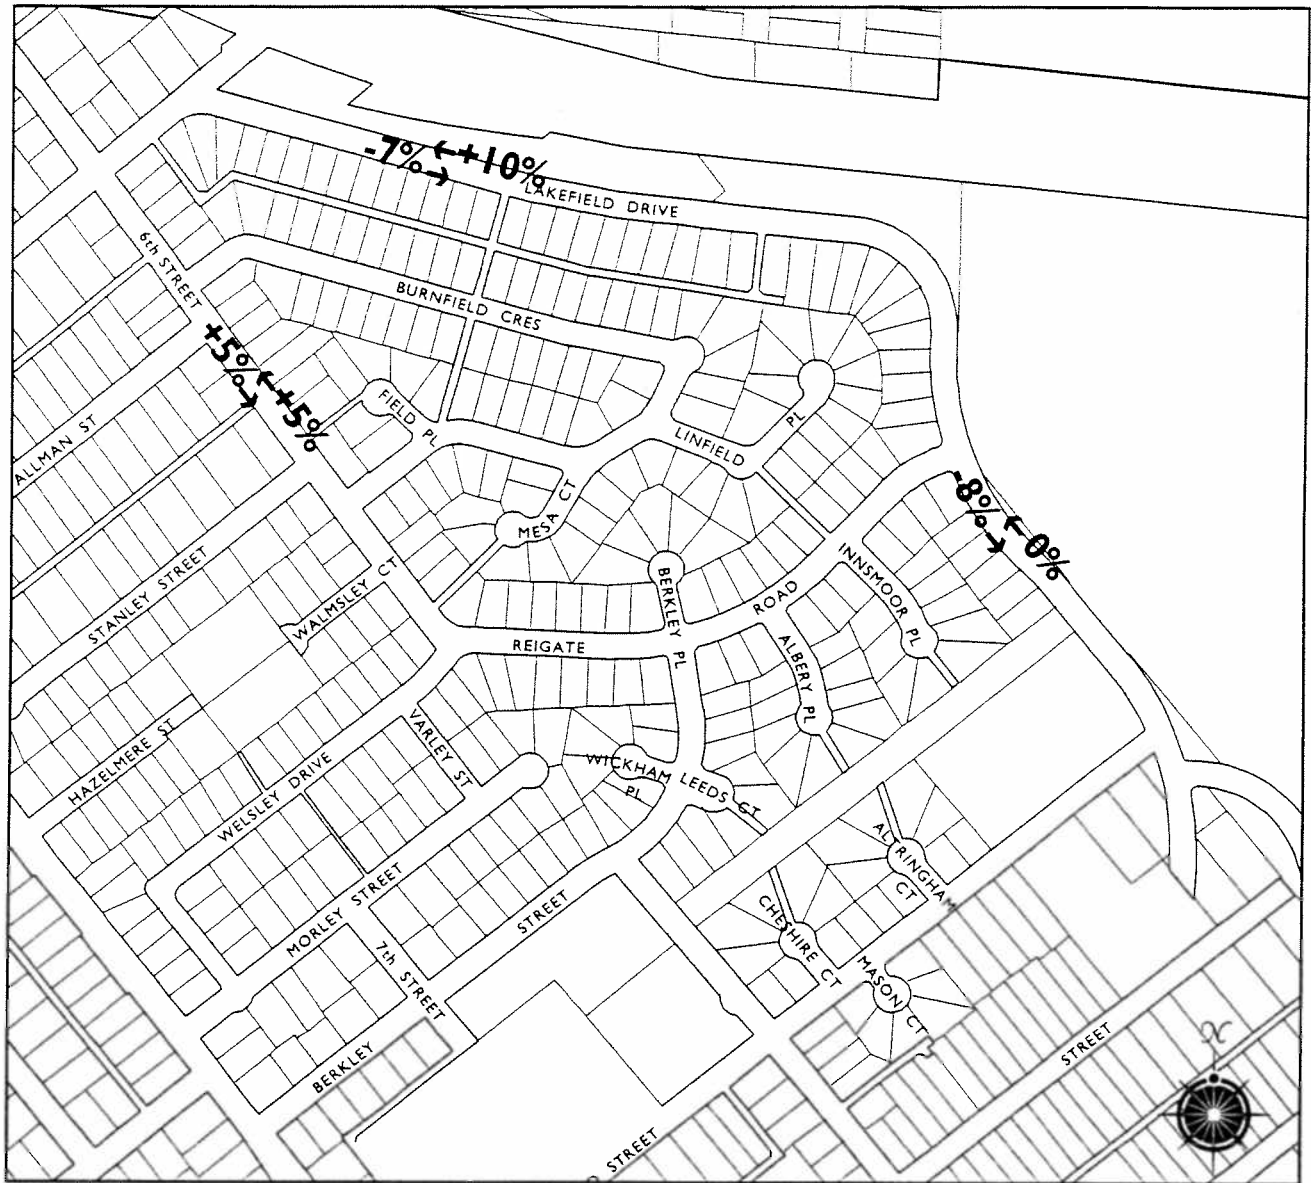 -7% ←+10%
→
LAKEFIELD DRIVE
6th STREET
BURNFIELD CRES
+5% ←+5%
→
FIELD PL
ALLMAN ST
LINFIELD PL
MESA CT
-8% ←0%
→
STANLEY STREET
WALMSLEY CT
BERKLEY PL
INNSMOOR PL
REIGATE ROAD
ALBERY PL
HAZELMERE ST
VARLEY ST
WELSLEY DRIVE
WICKHAM PL
LEEDS CT
MORLEY STREET
ALTRINGHAM CT
CHESHIRE CT
MASON CT
7th STREET
BERKLEY STREET
STREET
STREET
N